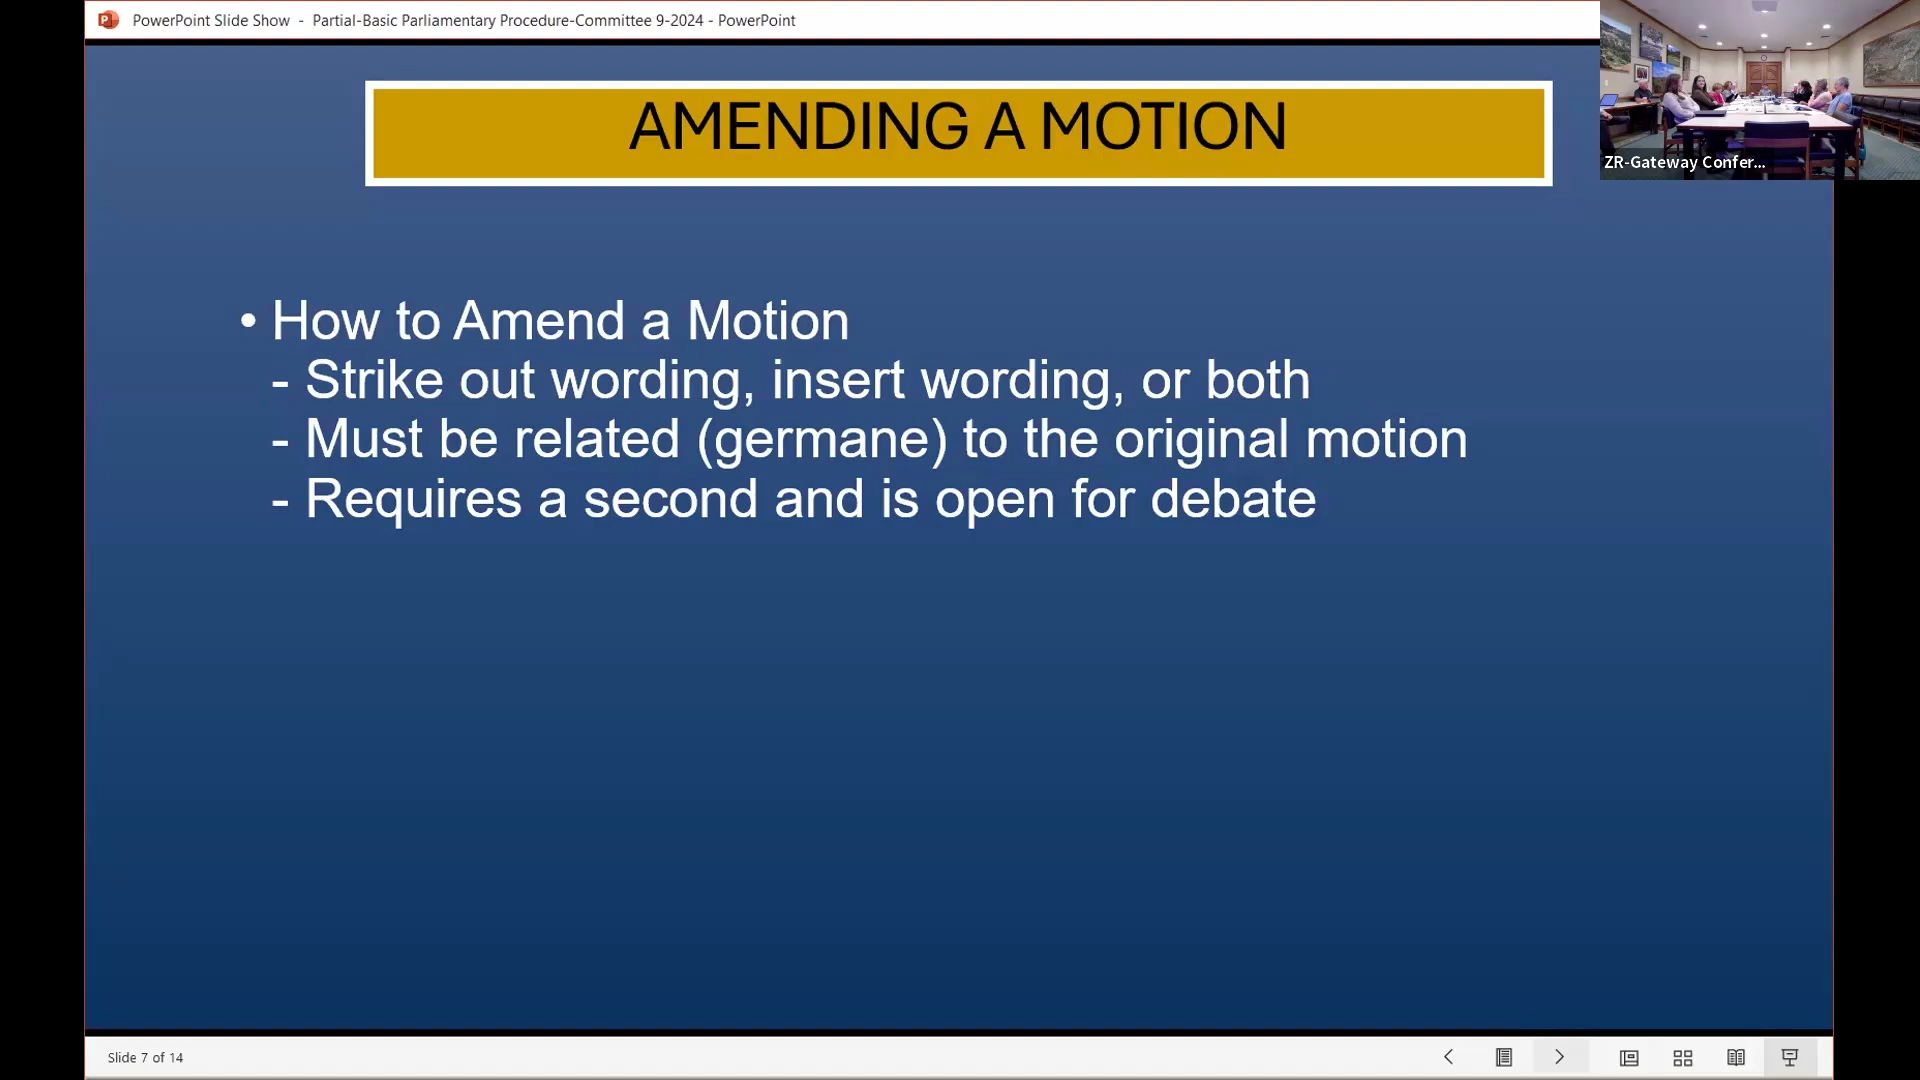 PowerPoint Slide Show - Partial-Basic Parliamentary Procedure-Committee 9-2024 - PowerPoint
ZR-Gateway Confer...
AMENDING A MOTION
• How to Amend a Motion
- Strike out wording, insert wording, or both
- Must be related (germane) to the original motion
- Requires a second and is open for debate
Slide 7 of 14